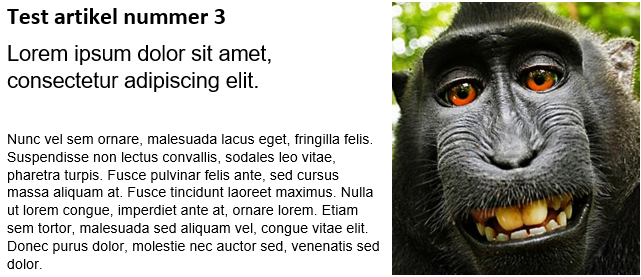 Test artikel nummer 3
Lorem ipsum dolor sit amet,
consectetur adipiscing elit.
Nunc vel sem ornare, malesuada lacus eget, fringilla felis.
Suspendisse non lectus convallis, sodales leo vitae,
pharetra turpis. Fusce pulvinar felis ante, sed cursus
massa aliquam at. Fusce tincidunt laoreet maximus. Nulla
ut lorem congue, imperdiet ante at, ornare lorem. Etiam
sem tortor, malesuada sed aliquam vel, congue vitae elit.
Donec purus dolor, molestie nec auctor sed, venenatis sed
dolor.